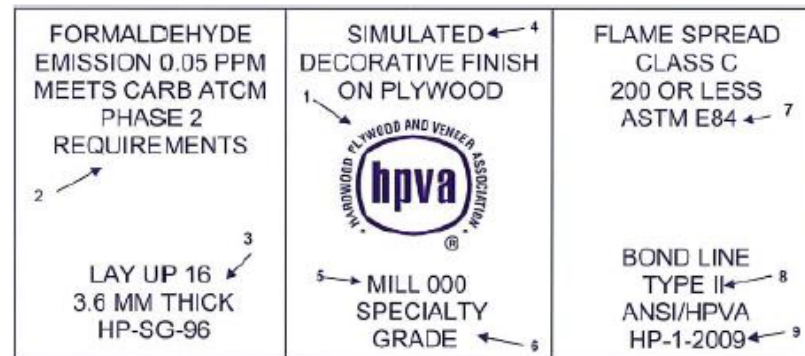 FORMALDEHYDE
EMISSION 0.05 PPM
MEETS CARB ATCM
PHASE 2
REQUIREMENTS
2
3
LAY UP 16
3.6 MM THICK
HP-SG-96
SIMULATED 4
DECORATIVE FINISH
ON PLYWOOD
1
HARDWOOD PLYWOOD AND VENEER ASSOCIATION
hpva
®
5 MILL 000
SPECIALTY
GRADE 6
FLAME SPREAD
CLASS C
200 OR LESS
ASTM E84 7
BOND LINE
TYPE II 8
ANSI/HPVA
HP-1-2009 9